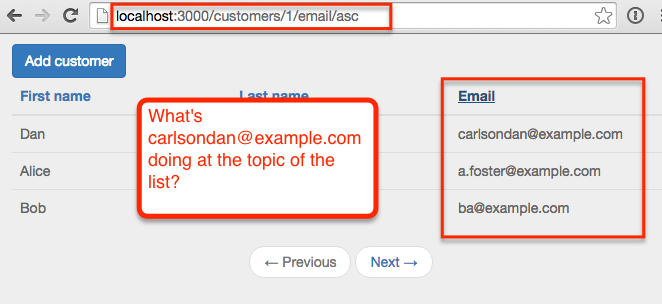 localhost:3000/customers/1/email/asc
Add customer
First name Last name Email
What's
carlsondan@example.com
doing at the topic of the
list?
Dan carlsondan@example.com
Alice a.foster@example.com
Bob ba@example.com
← Previous Next →